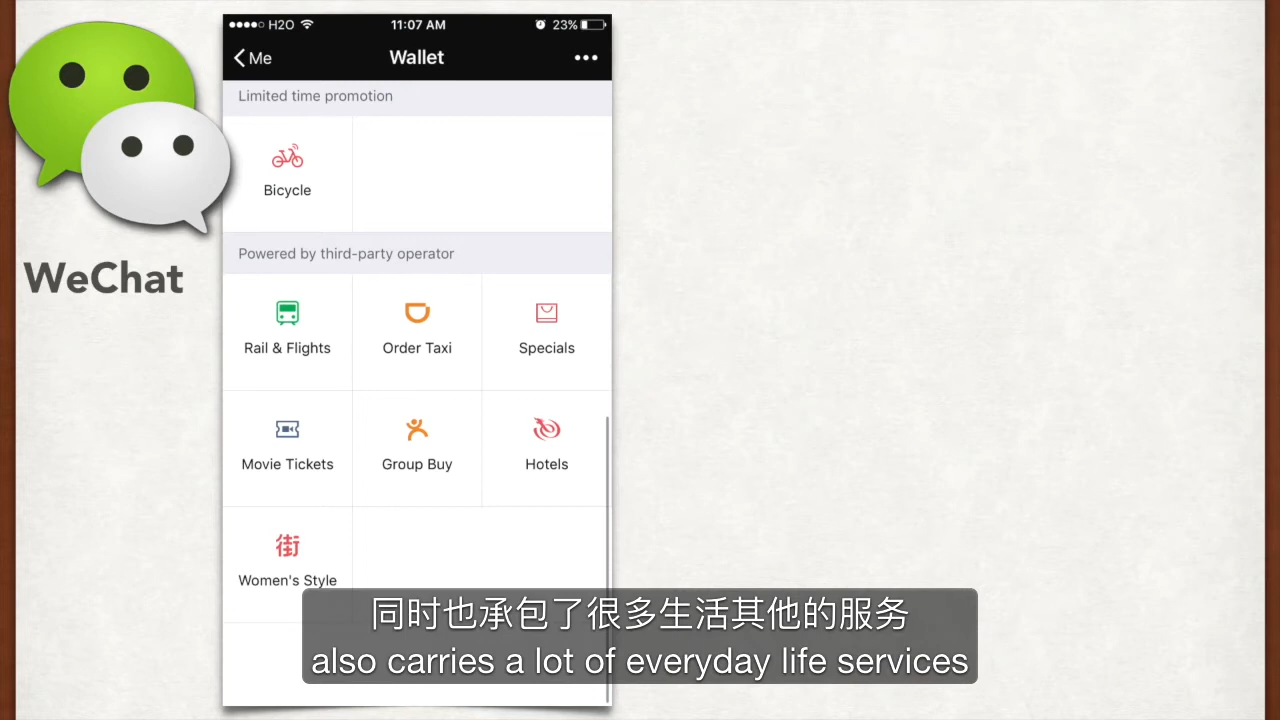 H2O 11:07 AM 23%
Me Wallet
Limited time promotion
Bicycle
Powered by third-party operator
Rail & Flights Order Taxi Specials
Movie Tickets Group Buy Hotels
街
Women's Style
WeChat
同时也承包了很多生活其他的服务
also carries a lot of everyday life services